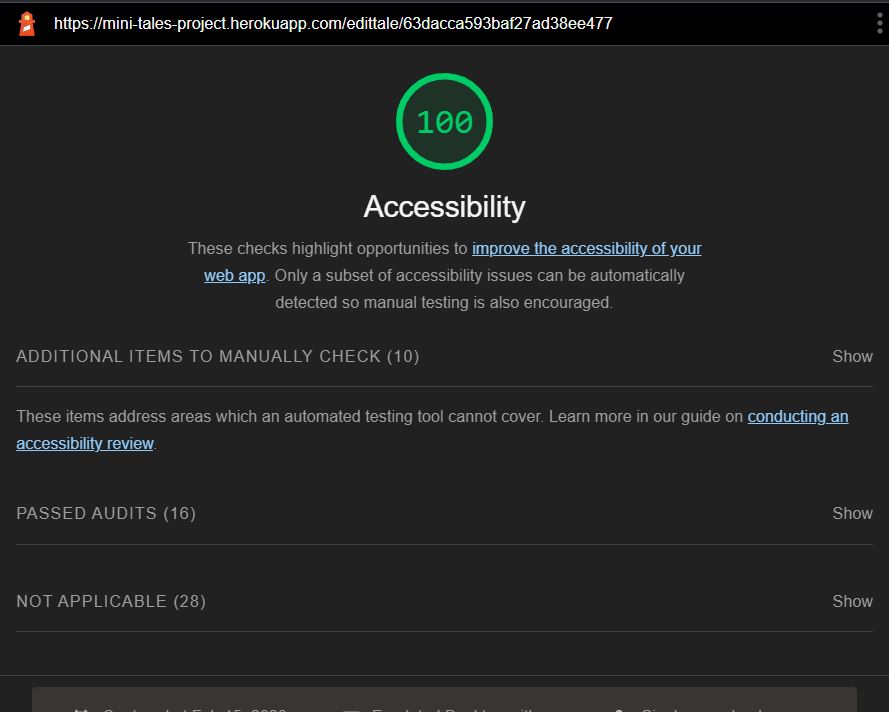 https://mini-tales-project.herokuapp.com/edittale/63dacca593baf27ad38ee477
100
Accessibility
These checks highlight opportunities to improve the accessibility of your
web app. Only a subset of accessibility issues can be automatically
detected so manual testing is also encouraged.
ADDITIONAL ITEMS TO MANUALLY CHECK (10) Show
These items address areas which an automated testing tool cannot cover. Learn more in our guide on conducting an
accessibility review.
PASSED AUDITS (16) Show
NOT APPLICABLE (28) Show